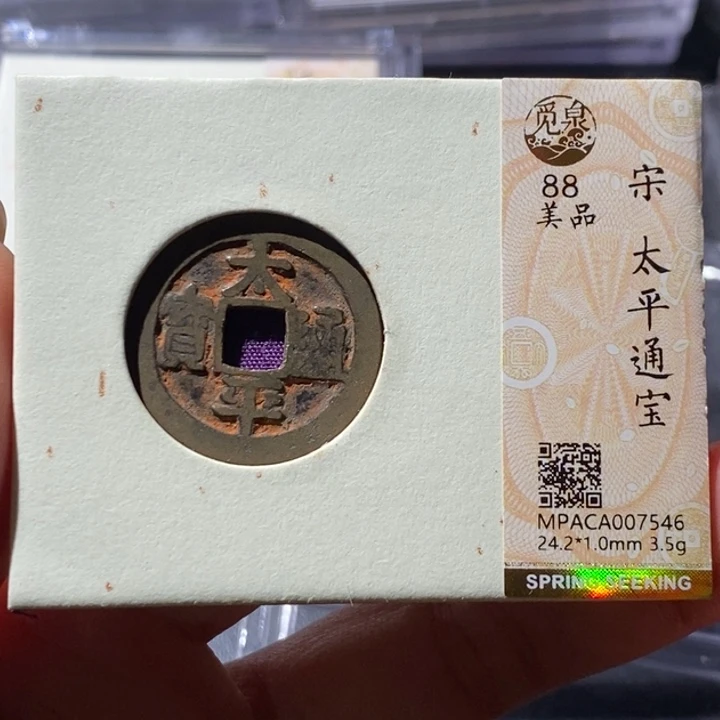 太
平
通
寶
觅泉
88
美品
宋 太平通宝
MPACA007546
24.2*1.0mm 3.5g
SPRING SEEKING